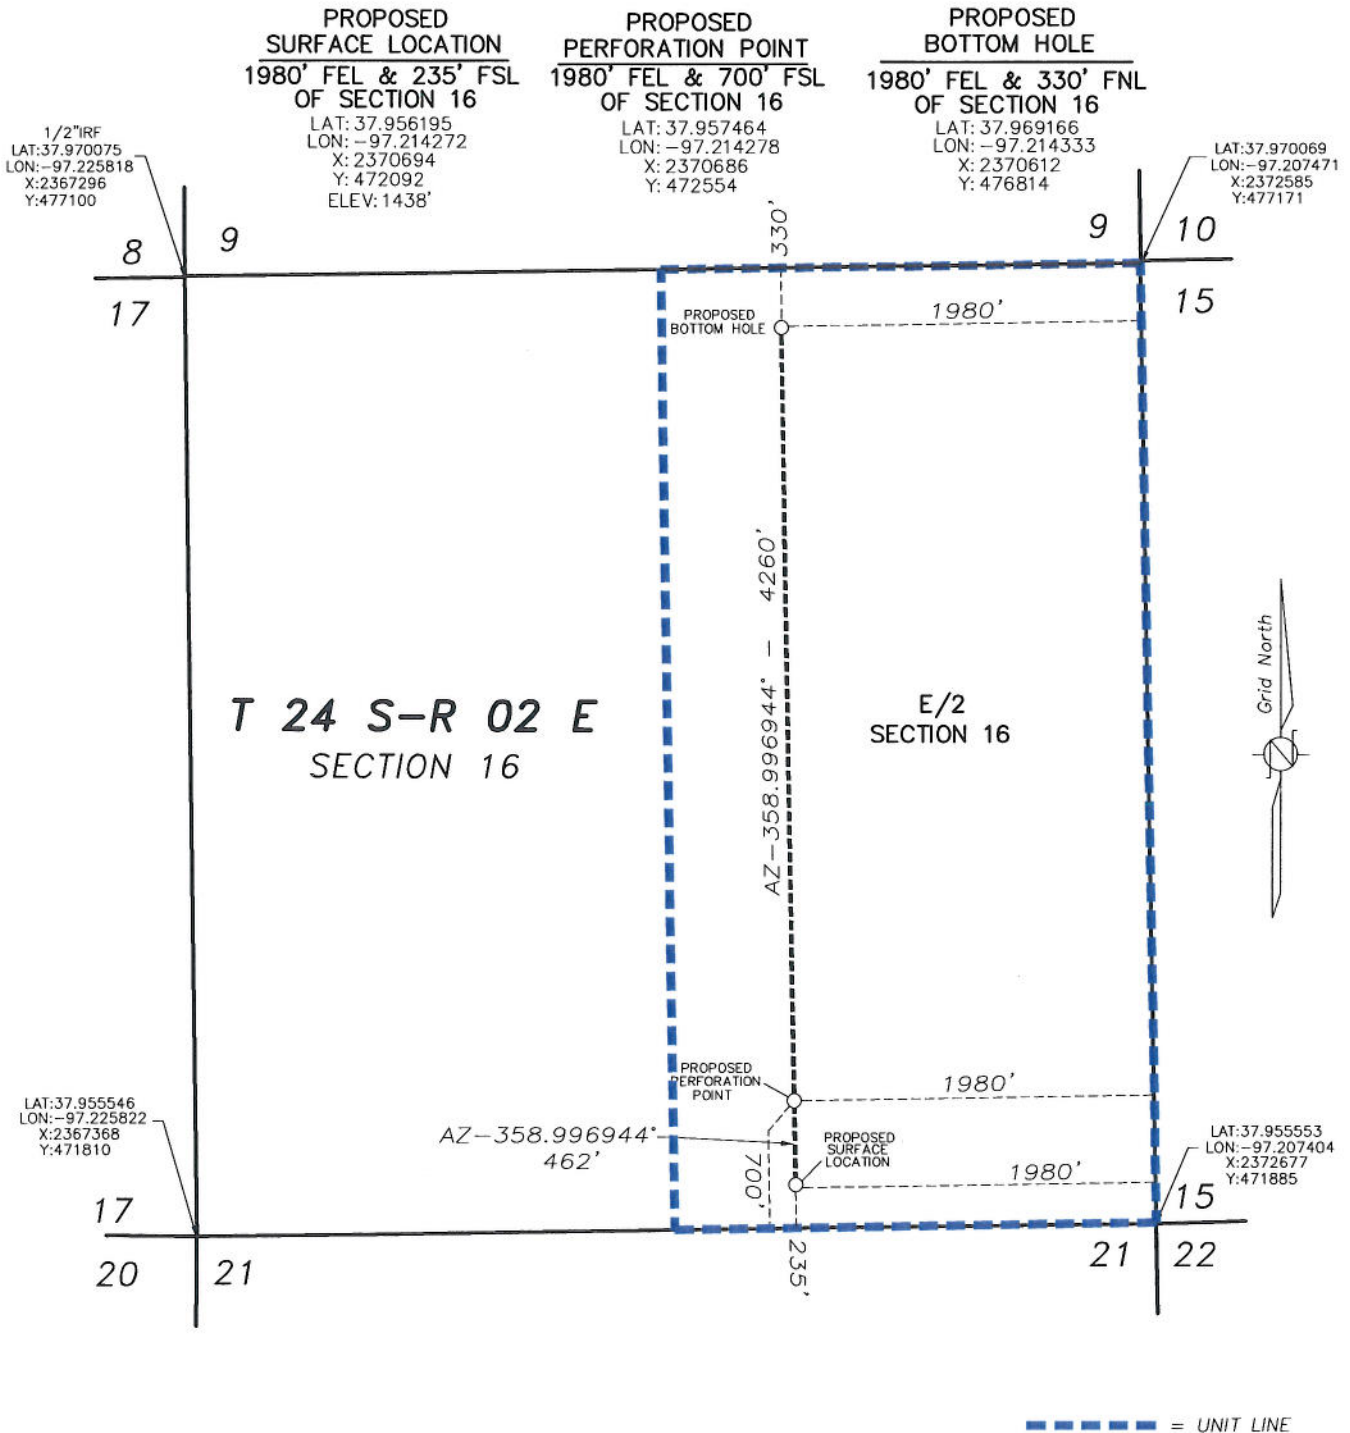 PROPOSED
SURFACE LOCATION
1980' FEL & 235' FSL
OF SECTION 16
LAT: 37.956195
LON: -97.214272
X: 2370694
Y: 472092
ELEV: 1438'
PROPOSED
PERFORATION POINT
1980' FEL & 700' FSL
OF SECTION 16
LAT: 37.957464
LON: -97.214278
X: 2370686
Y: 472554
PROPOSED
BOTTOM HOLE
1980' FEL & 330' FNL
OF SECTION 16
LAT: 37.969166
LON: -97.214333
X: 2370612
Y: 476814
1/2"IRF
LAT:37.970075
LON:-97.225818
X:2367296
Y:477100
LAT:37.970069
LON:-97.207471
X:2372585
Y:477171
8
9
330'
9
10
17
15
PROPOSED
BOTTOM HOLE
1980'
AZ-358.996944° - 4260'
T 24 S-R 02 E
SECTION 16
E/2
SECTION 16
Grid North
PROPOSED
PERFORATION
POINT
1980'
LAT:37.955546
LON:-97.225822
X:2367368
Y:471810
AZ-358.996944°
462'
700'
PROPOSED
SURFACE
LOCATION
1980'
LAT:37.955553
LON:-97.207404
X:2372677
Y:471885
17
15
20
21
235'
21
22
= UNIT LINE